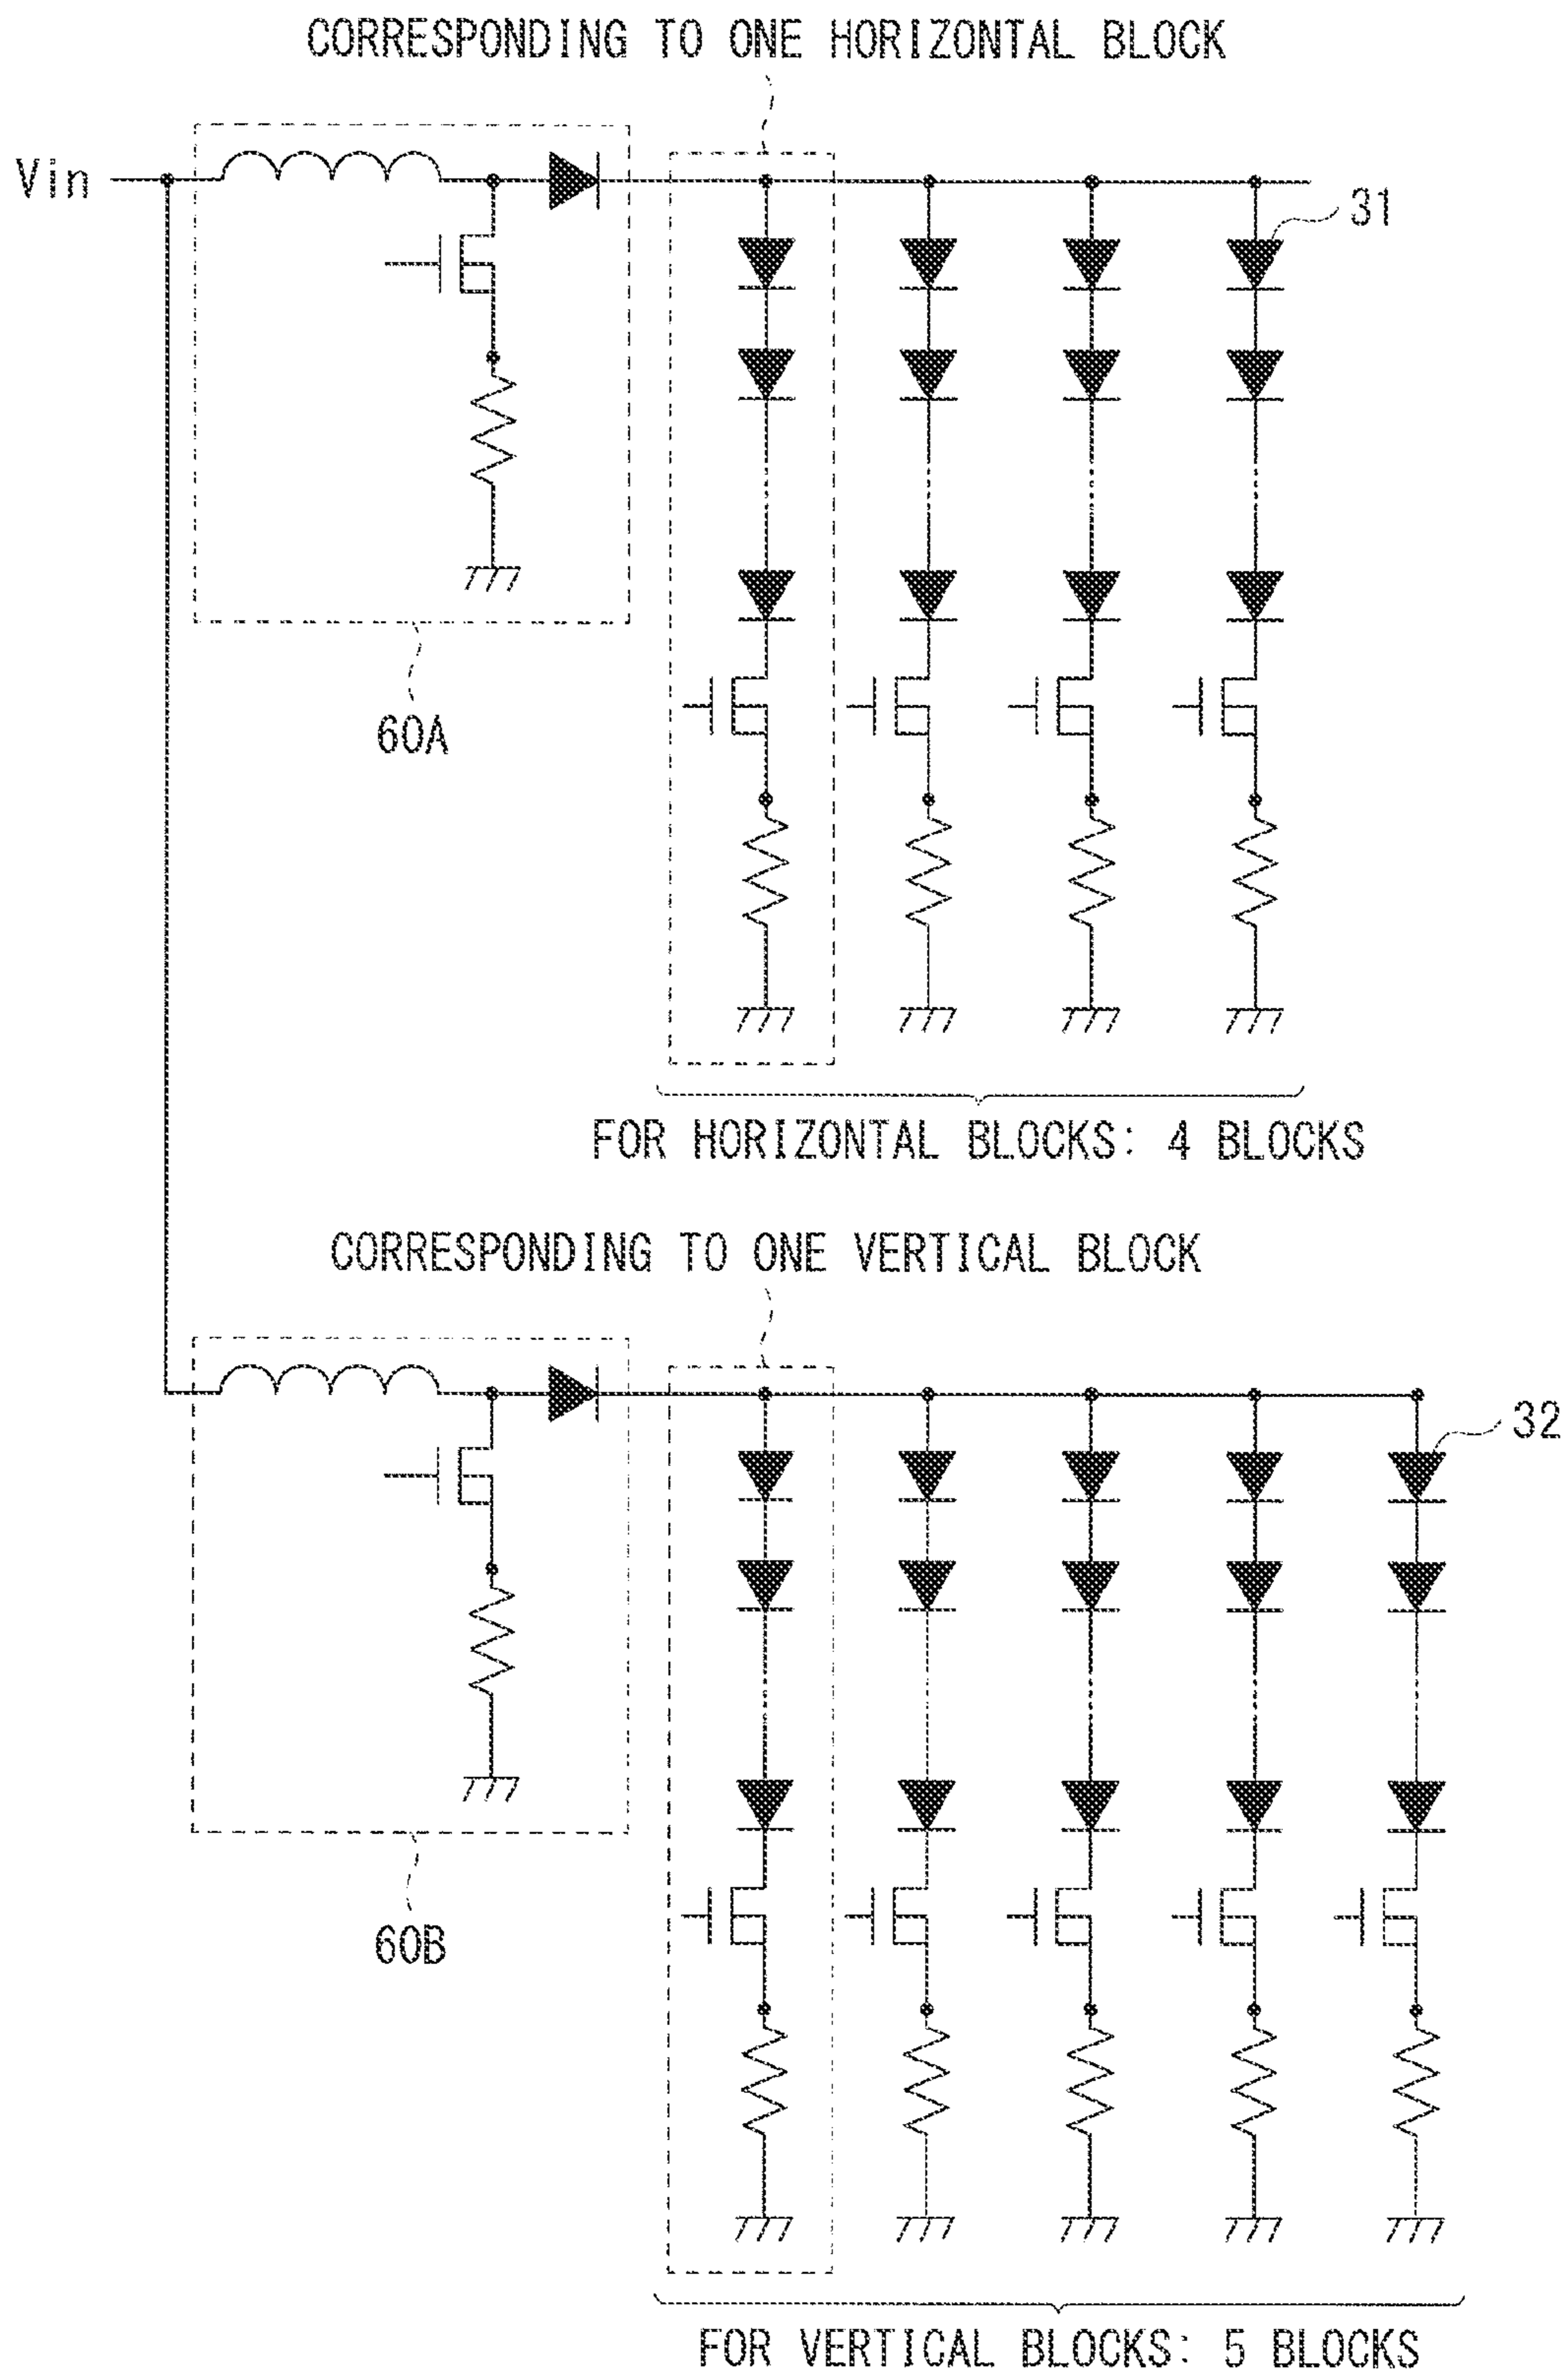 CORRESPONDING TO ONE HORIZONTAL BLOCK
Vin
31
60A
FOR HORIZONTAL BLOCKS: 4 BLOCKS
CORRESPONDING TO ONE VERTICAL BLOCK
32
60B
FOR VERTICAL BLOCKS: 5 BLOCKS